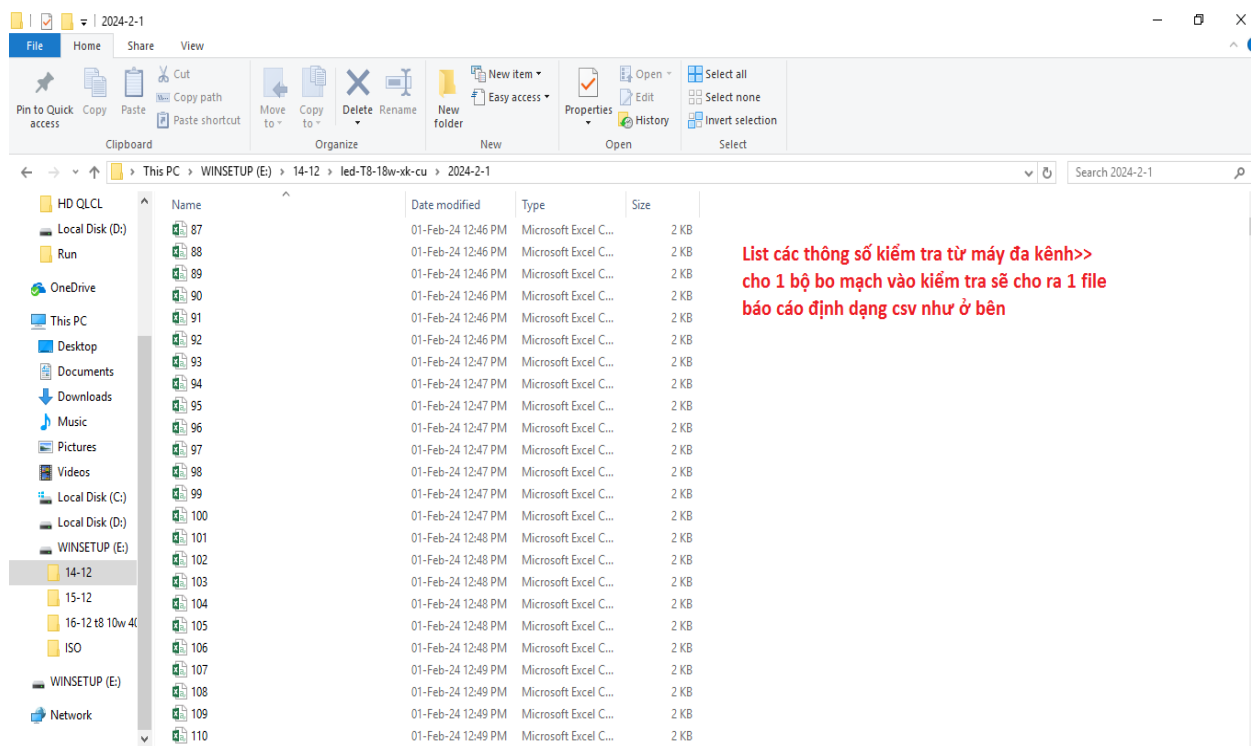 2024-2-1
File Home Share View
Pin to Quick access
Copy
Paste
Cut
Copy path
Paste shortcut
Clipboard
Move to
Copy to
Delete
Rename
Organize
New folder
New item
Easy access
New
Properties
Open
Edit
History
Open
Select all
Select none
Invert selection
Select
This PC > WINSETUP (E:) > 14-12 > led-T8-18w-xk-cu > 2024-2-1
Search 2024-2-1
HD QLCL
Local Disk (D:)
Run
OneDrive
This PC
Desktop
Documents
Downloads
Music
Pictures
Videos
Local Disk (C:)
Local Disk (D:)
WINSETUP (E:)
14-12
15-12
16-12 t8 10w 40
ISO
WINSETUP (E:)
Network
Name Date modified Type Size
87 01-Feb-24 12:46 PM Microsoft Excel C... 2 KB
88 01-Feb-24 12:46 PM Microsoft Excel C... 2 KB
89 01-Feb-24 12:46 PM Microsoft Excel C... 2 KB
90 01-Feb-24 12:46 PM Microsoft Excel C... 2 KB
91 01-Feb-24 12:46 PM Microsoft Excel C... 2 KB
92 01-Feb-24 12:46 PM Microsoft Excel C... 2 KB
93 01-Feb-24 12:47 PM Microsoft Excel C... 2 KB
94 01-Feb-24 12:47 PM Microsoft Excel C... 2 KB
95 01-Feb-24 12:47 PM Microsoft Excel C... 2 KB
96 01-Feb-24 12:47 PM Microsoft Excel C... 2 KB
97 01-Feb-24 12:47 PM Microsoft Excel C... 2 KB
98 01-Feb-24 12:47 PM Microsoft Excel C... 2 KB
99 01-Feb-24 12:47 PM Microsoft Excel C... 2 KB
100 01-Feb-24 12:47 PM Microsoft Excel C... 2 KB
101 01-Feb-24 12:48 PM Microsoft Excel C... 2 KB
102 01-Feb-24 12:48 PM Microsoft Excel C... 2 KB
103 01-Feb-24 12:48 PM Microsoft Excel C... 2 KB
104 01-Feb-24 12:48 PM Microsoft Excel C... 2 KB
105 01-Feb-24 12:48 PM Microsoft Excel C... 2 KB
106 01-Feb-24 12:48 PM Microsoft Excel C... 2 KB
107 01-Feb-24 12:49 PM Microsoft Excel C... 2 KB
108 01-Feb-24 12:49 PM Microsoft Excel C... 2 KB
109 01-Feb-24 12:49 PM Microsoft Excel C... 2 KB
110 01-Feb-24 12:49 PM Microsoft Excel C... 2 KB
List các thông số kiểm tra từ máy đa kênh>>
cho 1 bộ bo mạch vào kiểm tra sẽ cho ra 1 file
báo cáo định dạng csv như ở bên